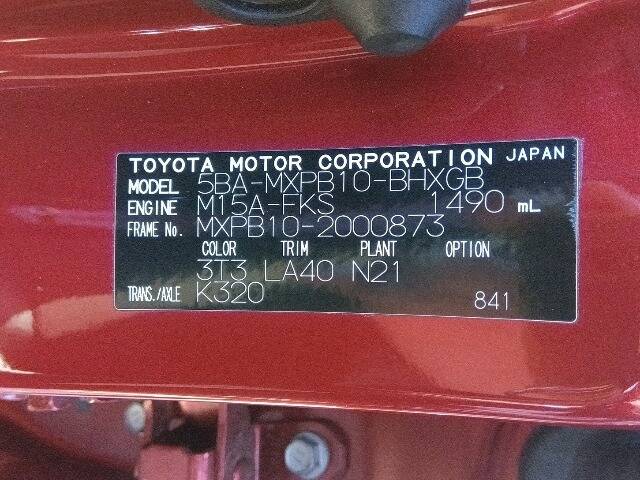 TOYOTA MOTOR CORPORATION JAPAN
MODEL 5BA-MXPB10-BHXGB
ENGINE M15A-FKS 1490 mL
FRAME No. MXPB10-2000873
COLOR TRIM PLANT OPTION
3T3 LA40 N21
TRANS./AXLE K320
841